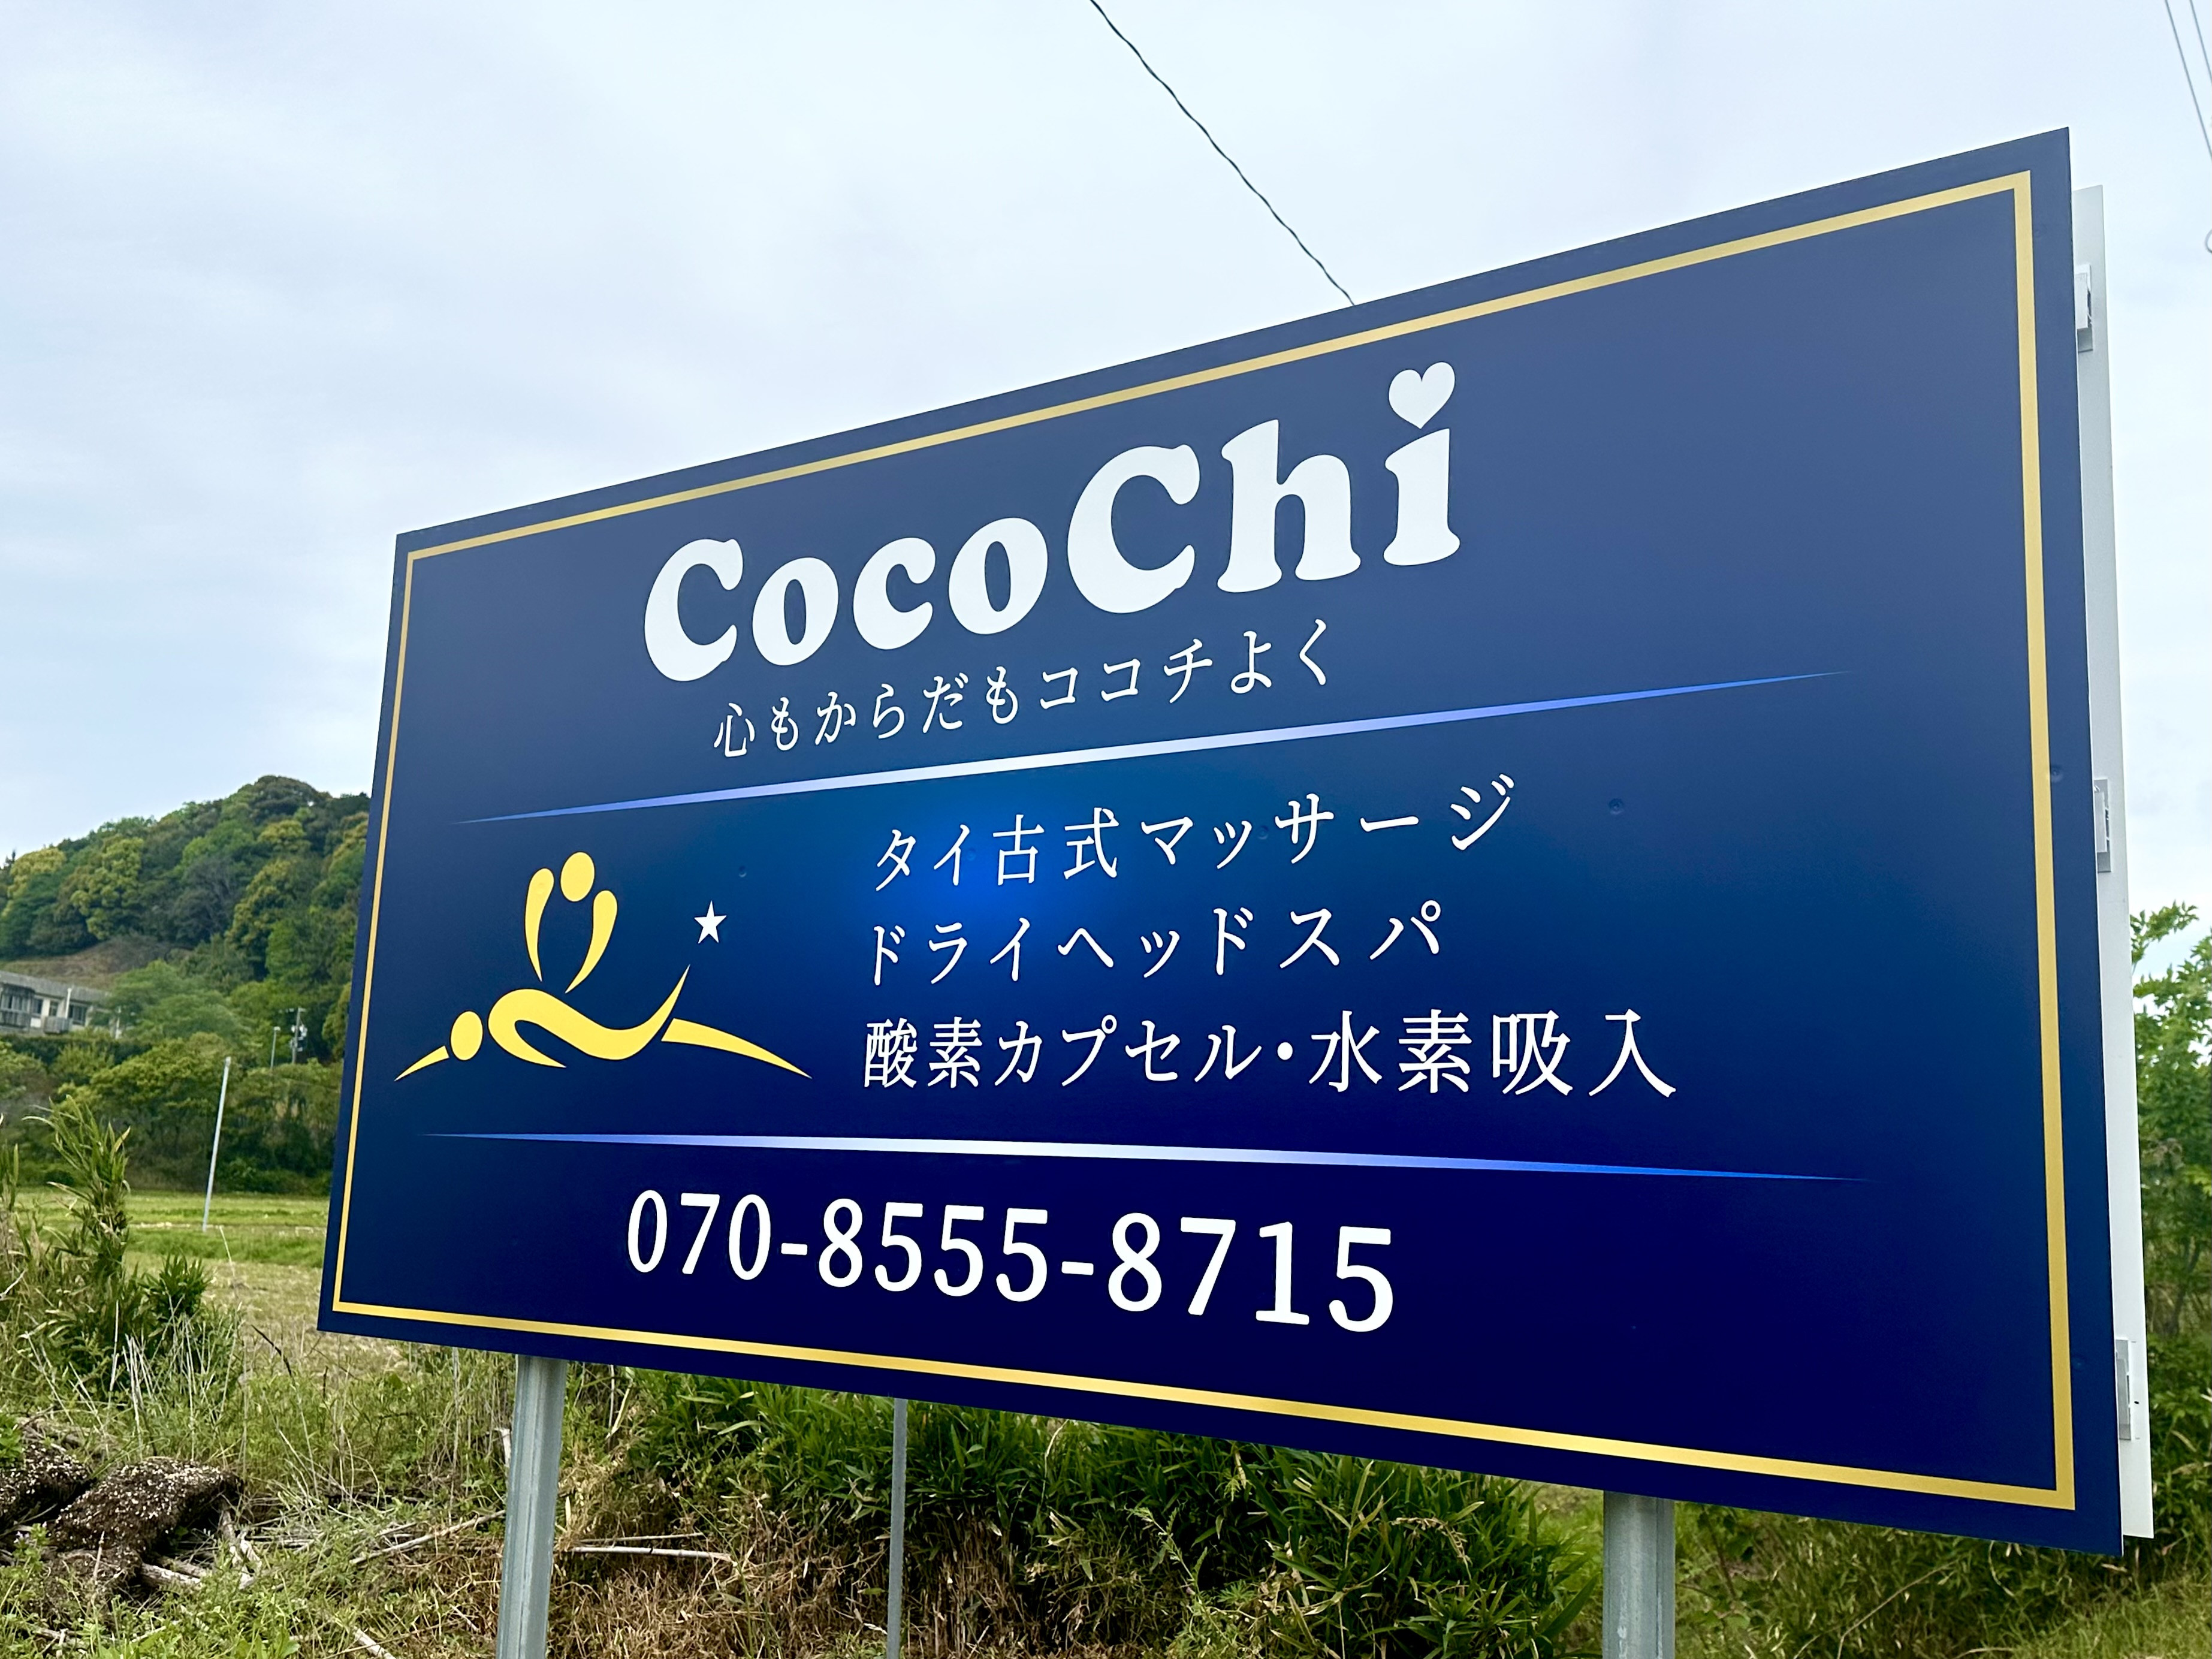 CocoChi
心もからだもココチよく
タイ古式マッサージ
ドライヘッドスパ
酸素カプセル・水素吸入
070-8555-8715